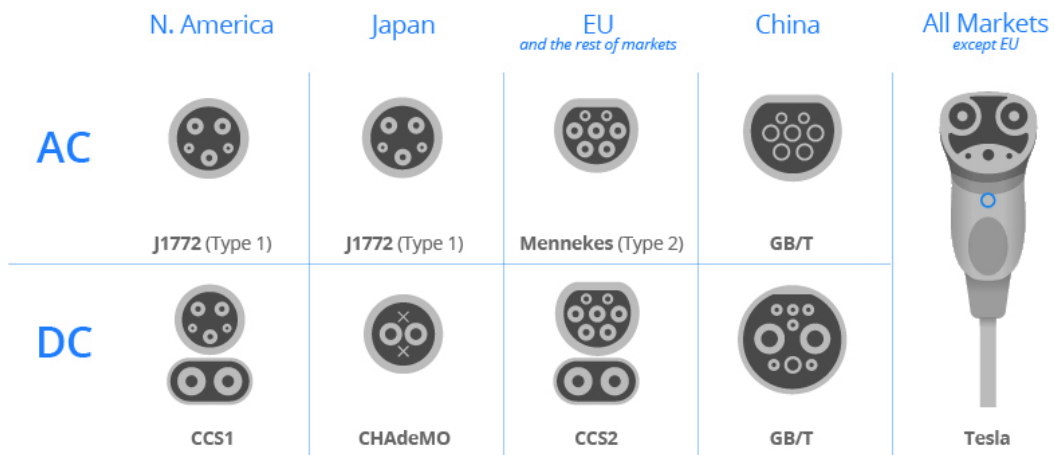 N. America
Japan
EU
and the rest of markets
China
All Markets
except EU
AC
J1772 (Type 1)
J1772 (Type 1)
Mennekes (Type 2)
GB/T
DC
CCS1
CHAdeMO
CCS2
GB/T
Tesla